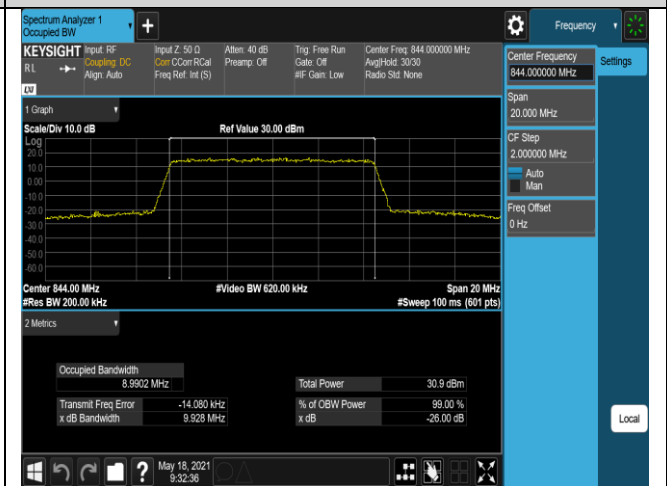 Spectrum Analyzer 1
Occupied BW
+
Frequency
KEYSIGHT
Input: RF
Coupling: DC
Align: Auto
Input Z: 50 Ω
Corr CCorr RCal
Freq Ref: Int (S)
Atten: 40 dB
Preamp: Off
Trig: Free Run
Gate: Off
#IF Gain: Low
Center Freq: 844.000000 MHz
Avg|Hold: 30/30
Radio Std: None
RL
LXI
Center Frequency
844.000000 MHz
Settings
Span
20.000 MHz
CF Step
2.000000 MHz
Auto
Man
Freq Offset
0 Hz
1 Graph
Scale/Div 10.0 dB
Ref Value 30.00 dBm
Log
20.0
10.0
0.00
-10.0
-20.0
-30.0
-40.0
-50.0
-60.0
Center 844.00 MHz
#Video BW 620.00 kHz
Span 20 MHz
#Res BW 200.00 kHz
#Sweep 100 ms (601 pts)
2 Metrics
Occupied Bandwidth
8.9902 MHz
Total Power 30.9 dBm
Transmit Freq Error -14.080 kHz
% of OBW Power 99.00 %
x dB Bandwidth 9.928 MHz
x dB -26.00 dB
Local
?
May 18, 2021
9:32:36